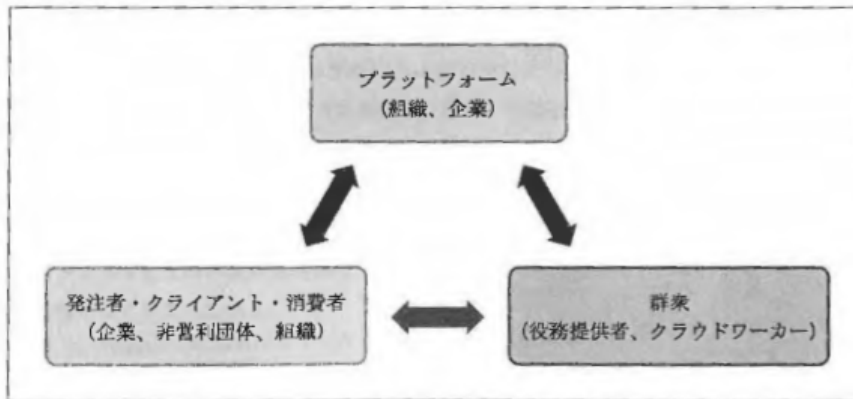 プラットフォーム
（組織、企業）
発注者・クライアント・消費者
（企業、非営利団体、組織）
群衆
（役務提供者、クラウドワーカー）